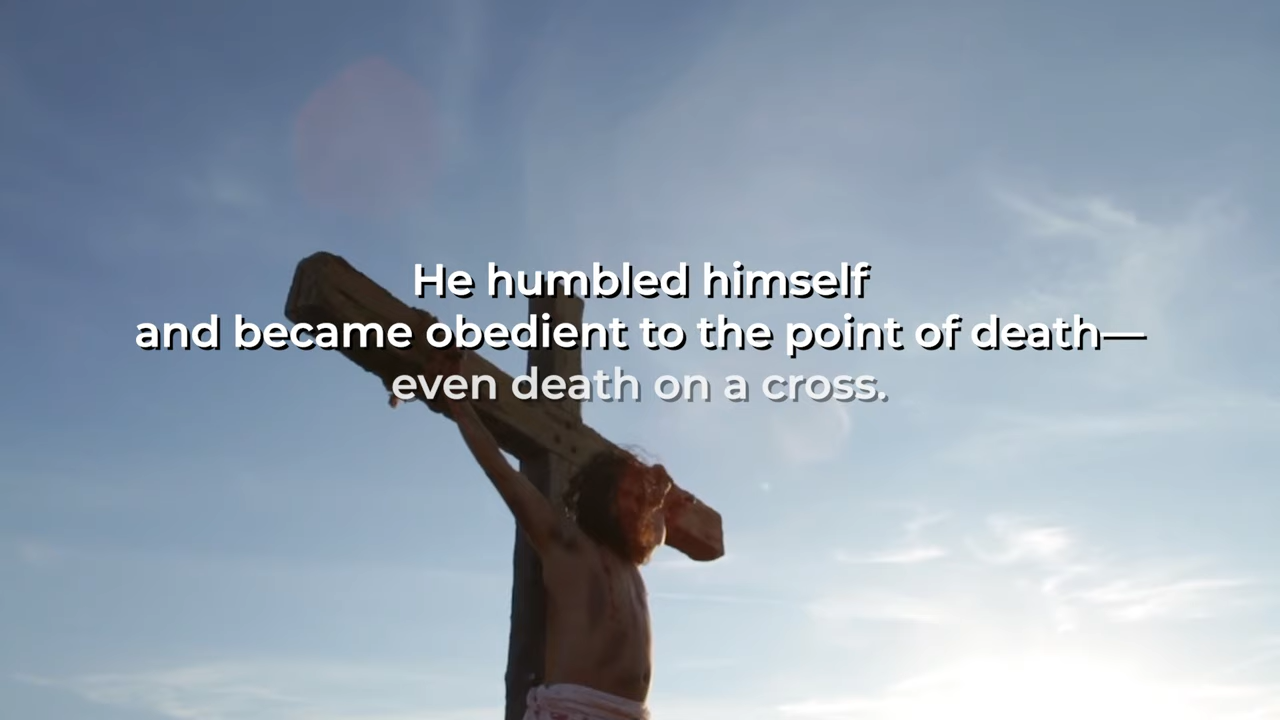 He humbled himself
and became obedient to the point of death—
even death on a cross.